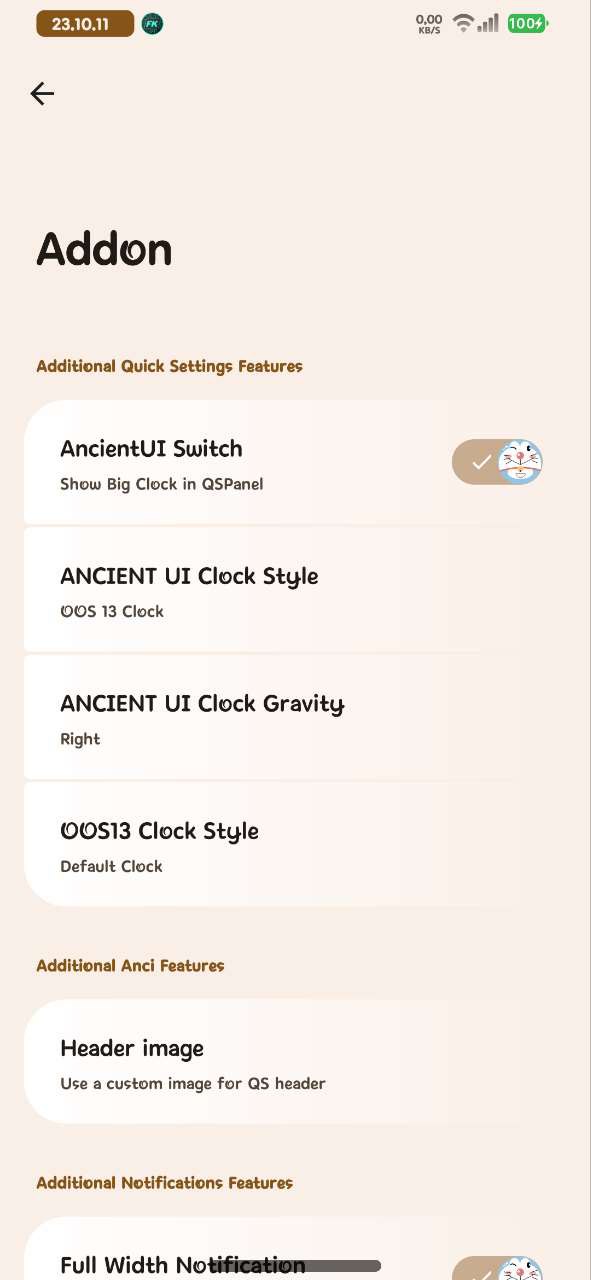 23.10.11
FK
0,00
KB/S
100
Addon
Additional Quick Settings Features
AncientUI Switch
Show Big Clock in QSPanel
ANCIENT UI Clock Style
OOS 13 Clock
ANCIENT UI Clock Gravity
Right
OOS13 Clock Style
Default Clock
Additional Anci Features
Header image
Use a custom image for QS header
Additional Notifications Features
Full Width Notification